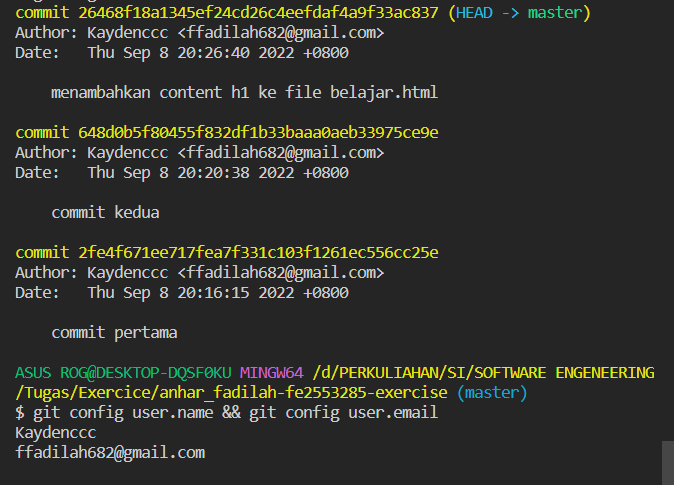 commit 26468f18a1345ef24cd26c4eefdaf4a9f33ac837 (HEAD -> master)
Author: Kaydenccc <ffadilah682@gmail.com>
Date:   Thu Sep 8 20:26:40 2022 +0800
menambahkan content h1 ke file belajar.html
commit 648d0b5f80455f832df1b33baaa0aeb33975ce9e
Author: Kaydenccc <ffadilah682@gmail.com>
Date:   Thu Sep 8 20:20:38 2022 +0800
commit kedua
commit 2fe4f671ee717fea7f331c103f1261ec556cc25e
Author: Kaydenccc <ffadilah682@gmail.com>
Date:   Thu Sep 8 20:16:15 2022 +0800
commit pertama
ASUS ROG@DESKTOP-DQSF0KU MINGW64 /d/PERKULIAHAN/SI/SOFTWARE ENGENEERING
/Tugas/Exercice/anhar_fadilah-fe2553285-exercise (master)
$ git config user.name && git config user.email
Kaydenccc
ffadilah682@gmail.com